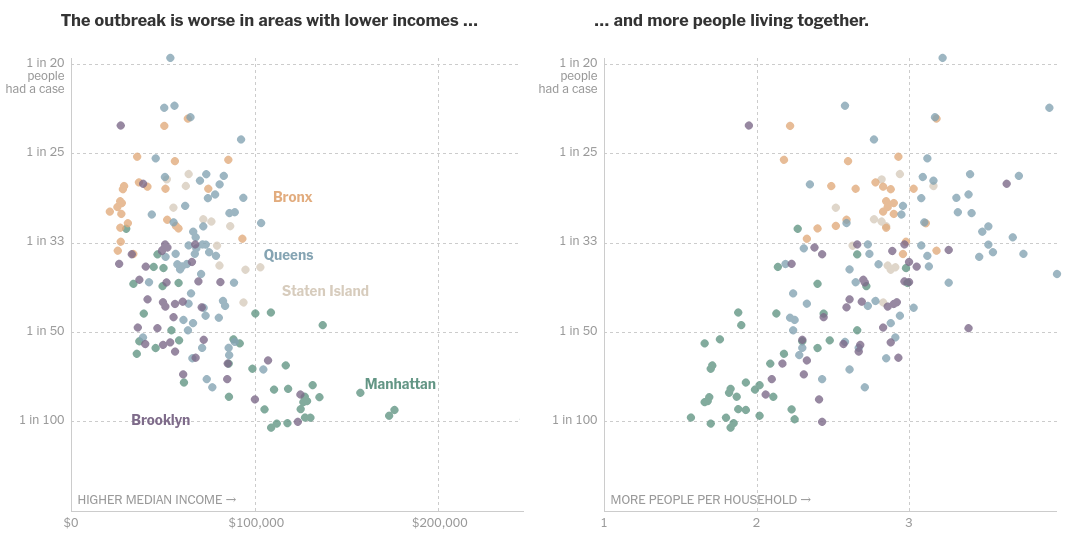 The outbreak is worse in areas with lower incomes ...
1 in 20
people
had a case
1 in 25
1 in 33
1 in 50
1 in 100
Bronx
Queens
Staten Island
Manhattan
Brooklyn
HIGHER MEDIAN INCOME →
$0
$100,000
$200,000
... and more people living together.
1 in 20
people
had a case
1 in 25
1 in 33
1 in 50
1 in 100
MORE PEOPLE PER HOUSEHOLD →
1
2
3